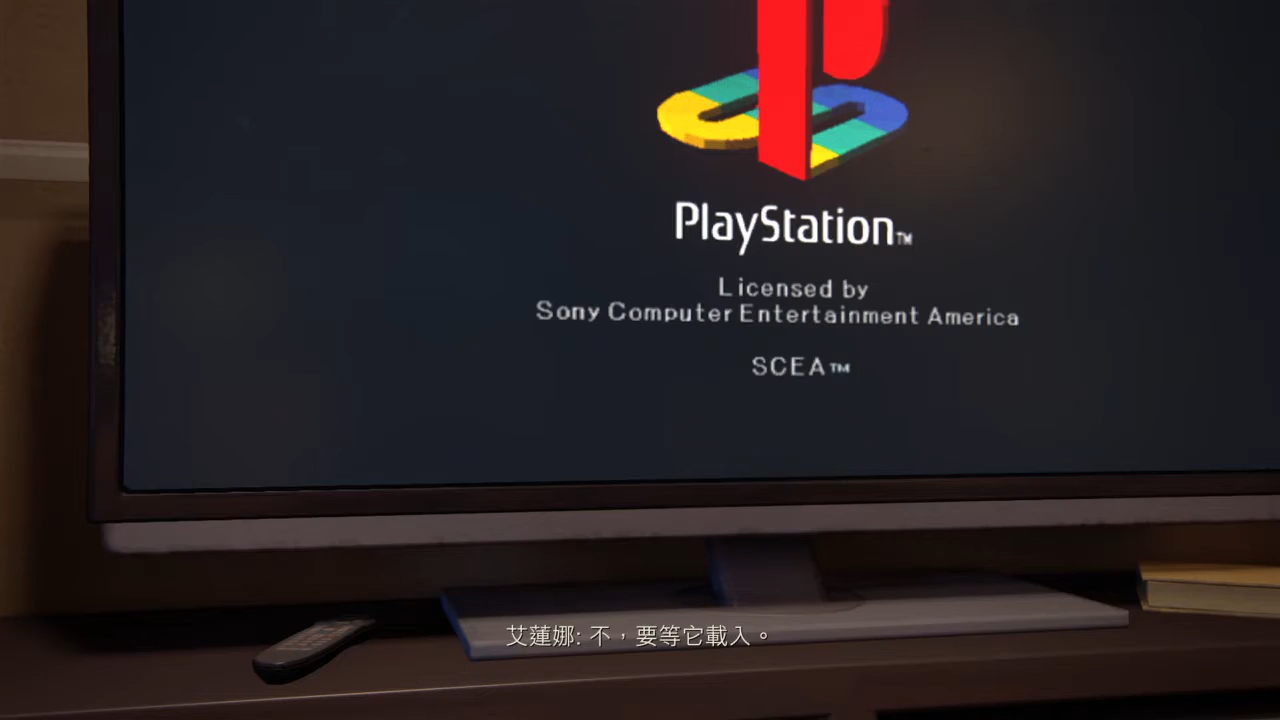 PlayStation™
Licensed by
Sony Computer Entertainment America
SCEA™
艾蓮娜: 不，要等它載入。